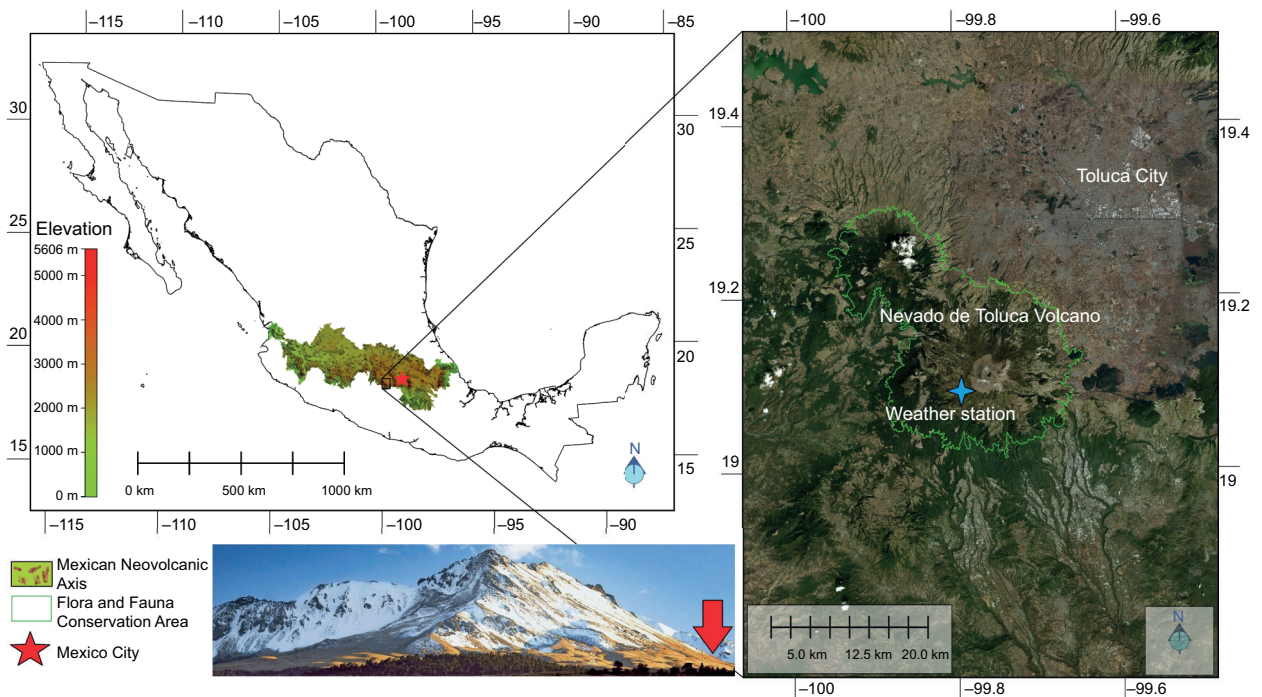 –115
–110
–105
–100
–95
–90
–85
30
25
20
15
30
25
20
15
Elevation
5606 m
5000 m
4000 m
3000 m
2000 m
1000 m
0 m
0 km
500 km
1000 km
N
–115
–110
–105
–100
–95
–90
Mexican Neovolcanic
Axis
Flora and Fauna
Conservation Area
Mexico City
–100
–99.8
–99.6
19.4
19.2
19
19.4
19.2
19
Toluca City
Nevado de Toluca Volcano
Weather station
5.0 km
12.5 km
20.0 km
N
–100
–99.8
–99.6